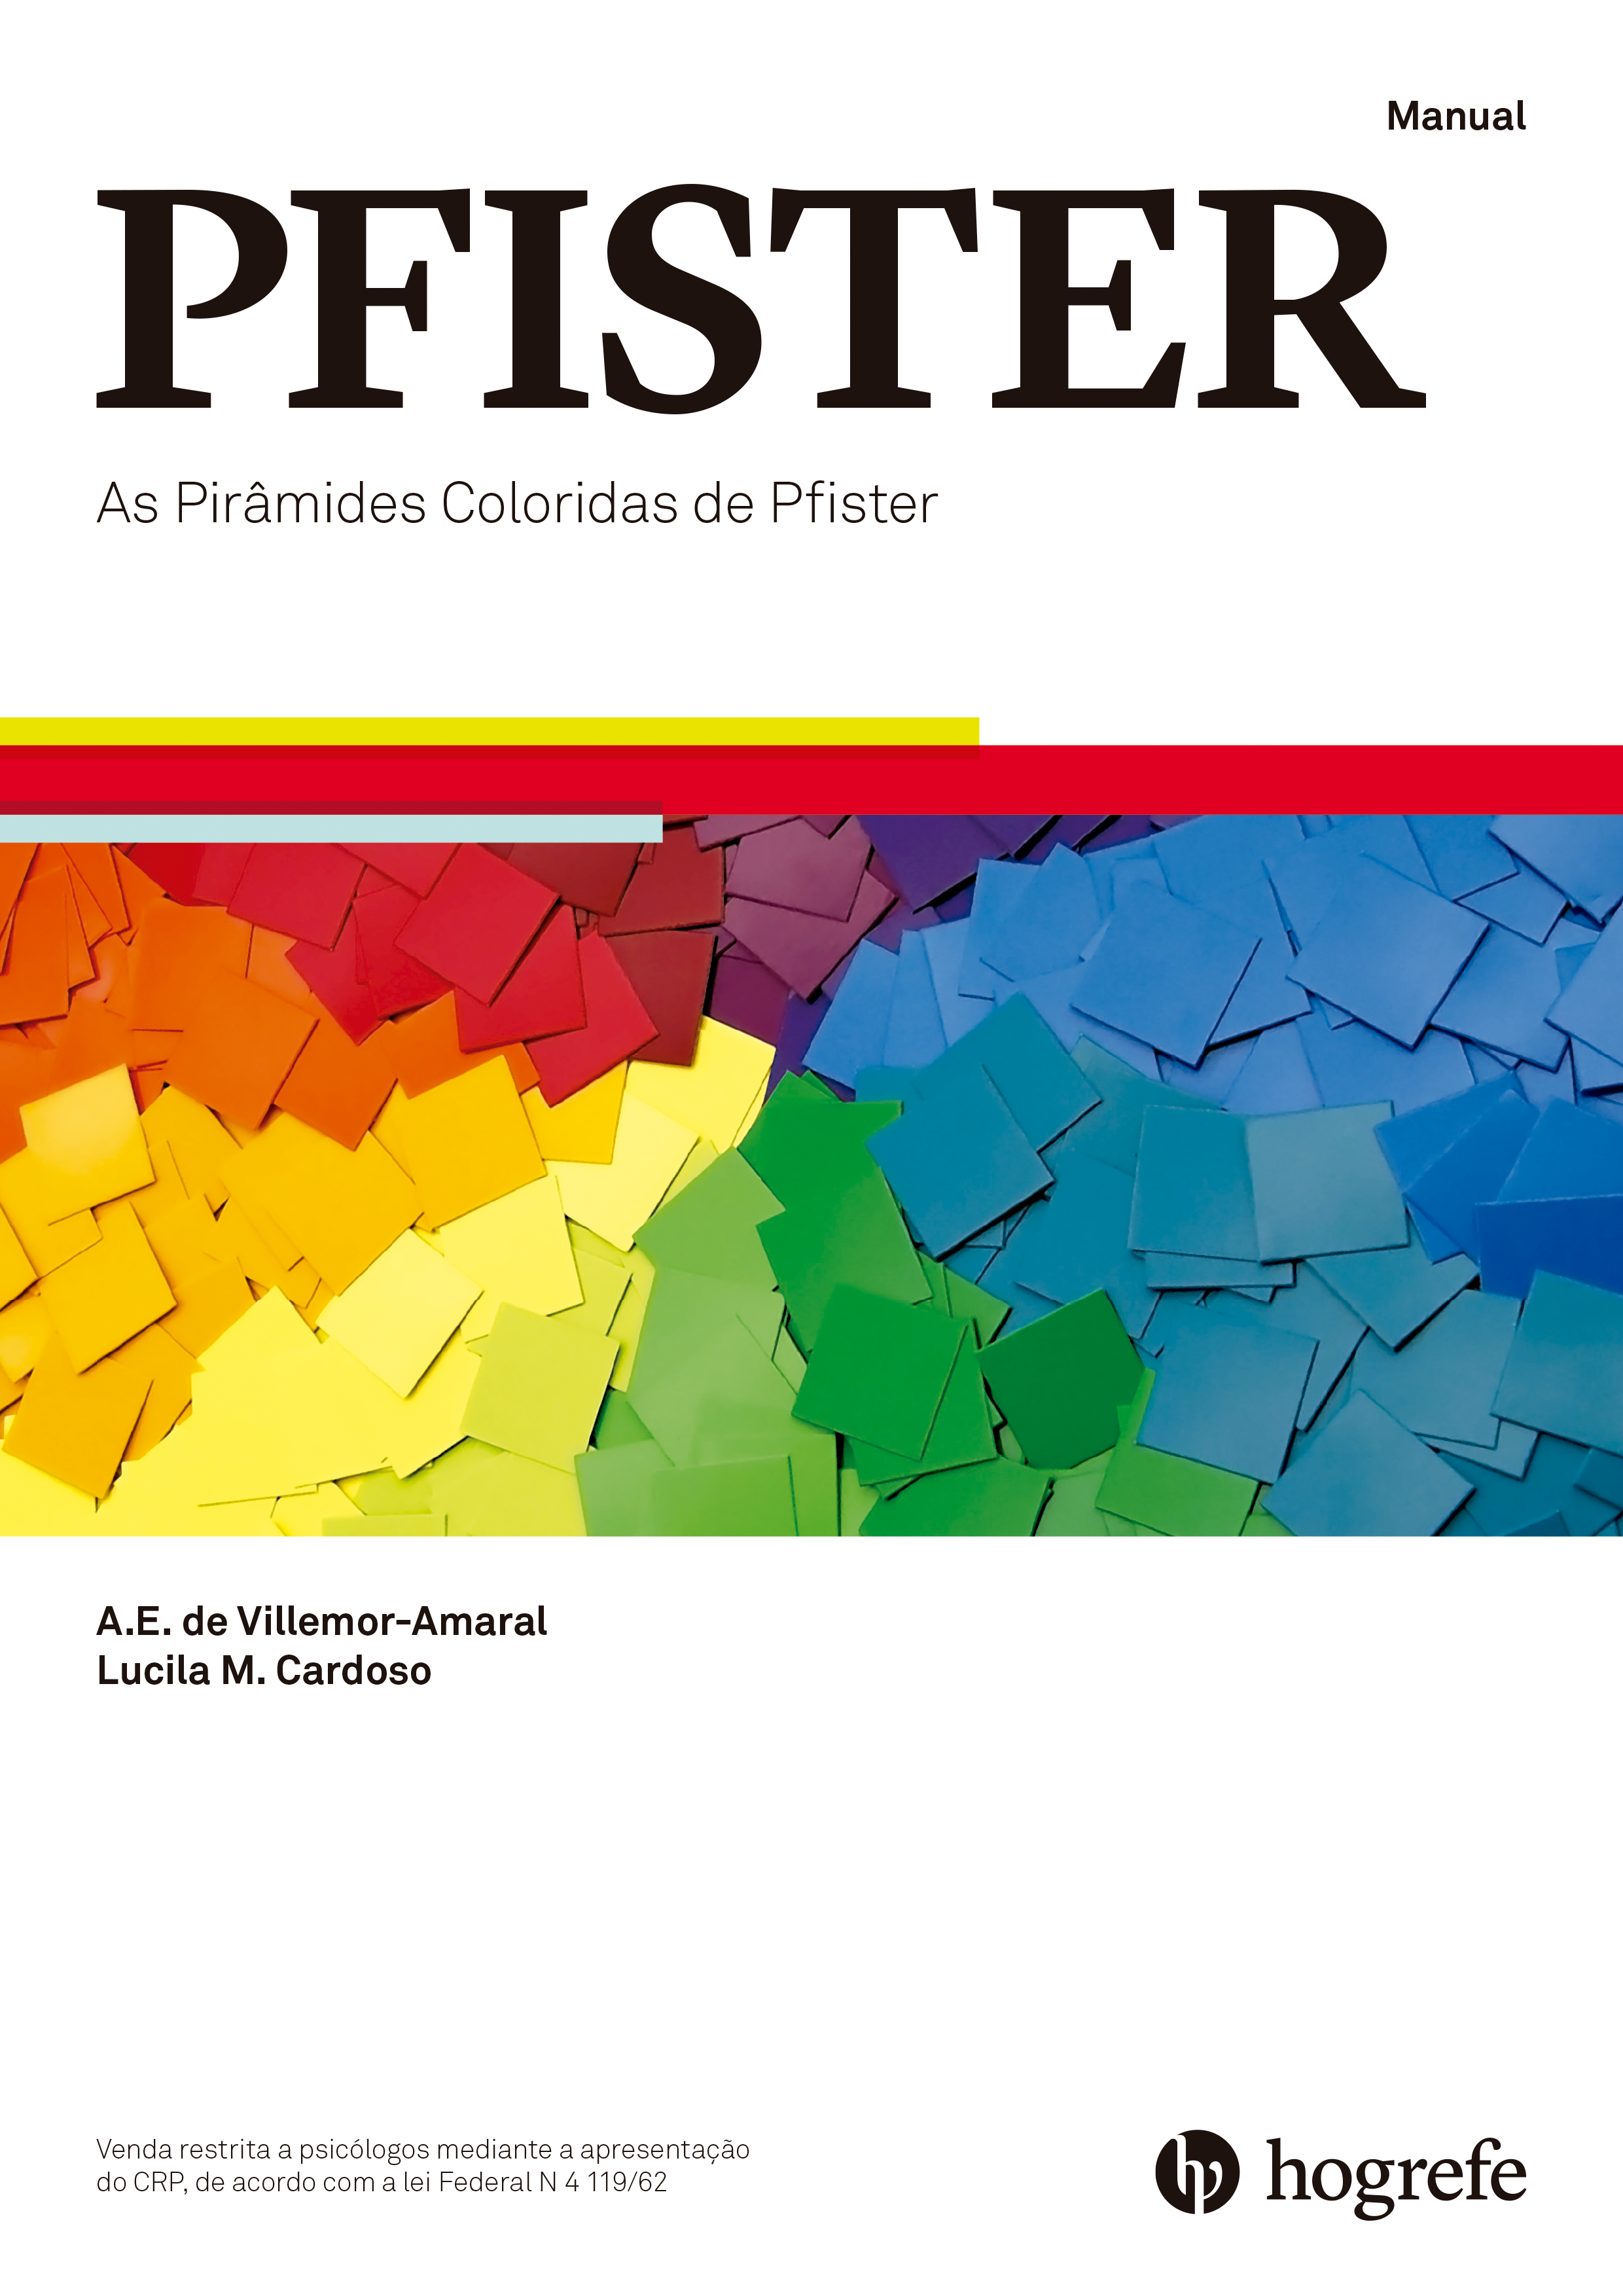 Manual
PFISTER
As Pirâmides Coloridas de Pfister
A.E. de Villemor-Amaral
Lucila M. Cardoso
Venda restrita a psicólogos mediante a apresentação
do CRP, de acordo com a lei Federal N 4 119/62
hogrefe